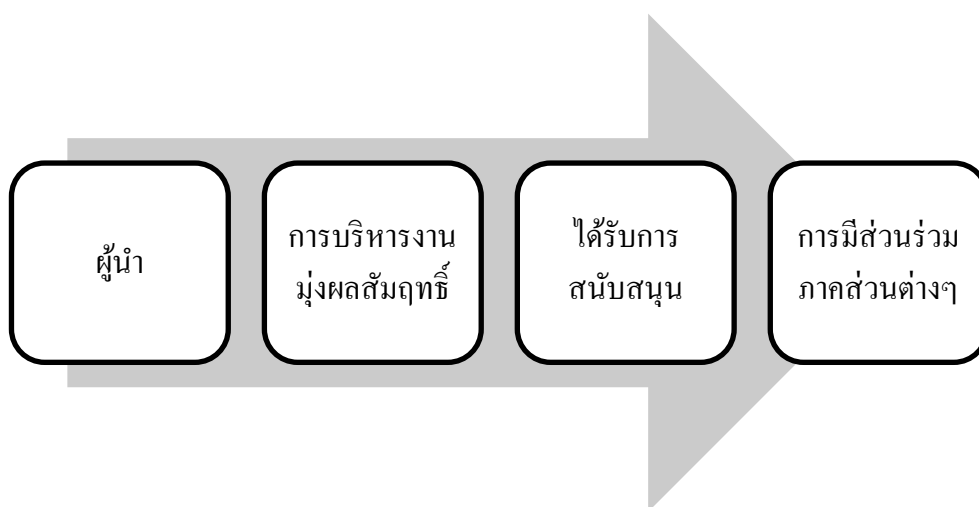 ผู้นำ
การบริหารงาน
มุ่งผลสัมฤทธิ์
ได้รับการ
สนับสนุน
การมีส่วนร่วม
ภาคส่วนต่างๆ